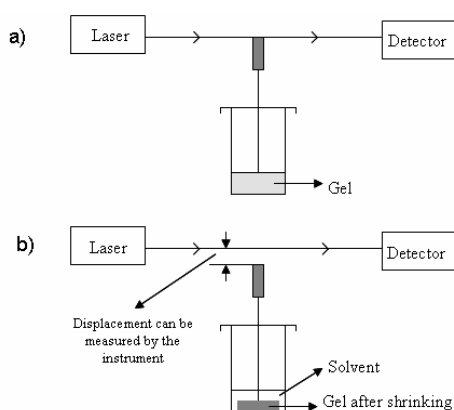 a)
Laser
Detector
Gel
b)
Laser
Detector
Displacement can be
measured by the
instrument
Solvent
Gel after shrinking